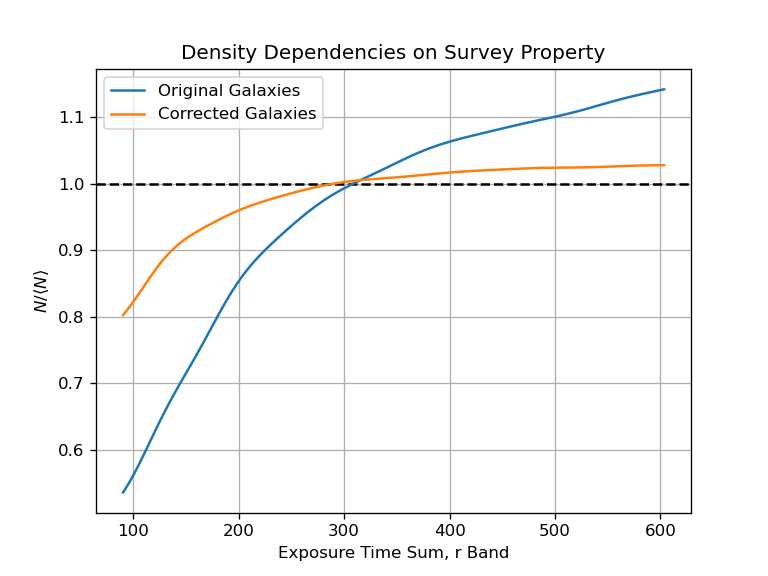 Density Dependencies on Survey Property
Original Galaxies
Corrected Galaxies
N/⟨N⟩
1.1
1.0
0.9
0.8
0.7
0.6
100 200 300 400 500 600
Exposure Time Sum, r Band